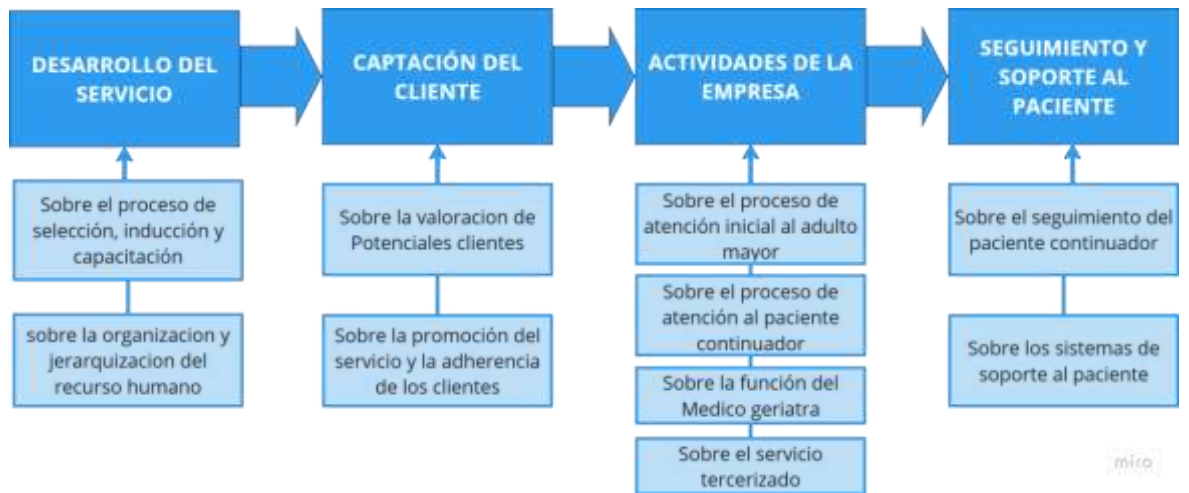 DESARROLLO DEL
SERVICIO
CAPTACIÓN DEL
CLIENTE
ACTIVIDADES DE LA
EMPRESA
SEGUIMIENTO Y
SOPORTE AL
PACIENTE
Sobre el proceso de
selección, inducción y
capacitación
sobre la organizacion y
jerarquizacion del
recurso humano
Sobre la valoracion de
Potenciales clientes
Sobre la promoción del
servicio y la adherencia
de los clientes
Sobre el proceso de
atención inicial al adulto
mayor
Sobre el proceso de
atención al paciente
continuador
Sobre la función del
Medico geriatra
Sobre el servicio
tercerizado
Sobre el seguimiento del
paciente continuador
Sobre los sistemas de
soporte al paciente
miro